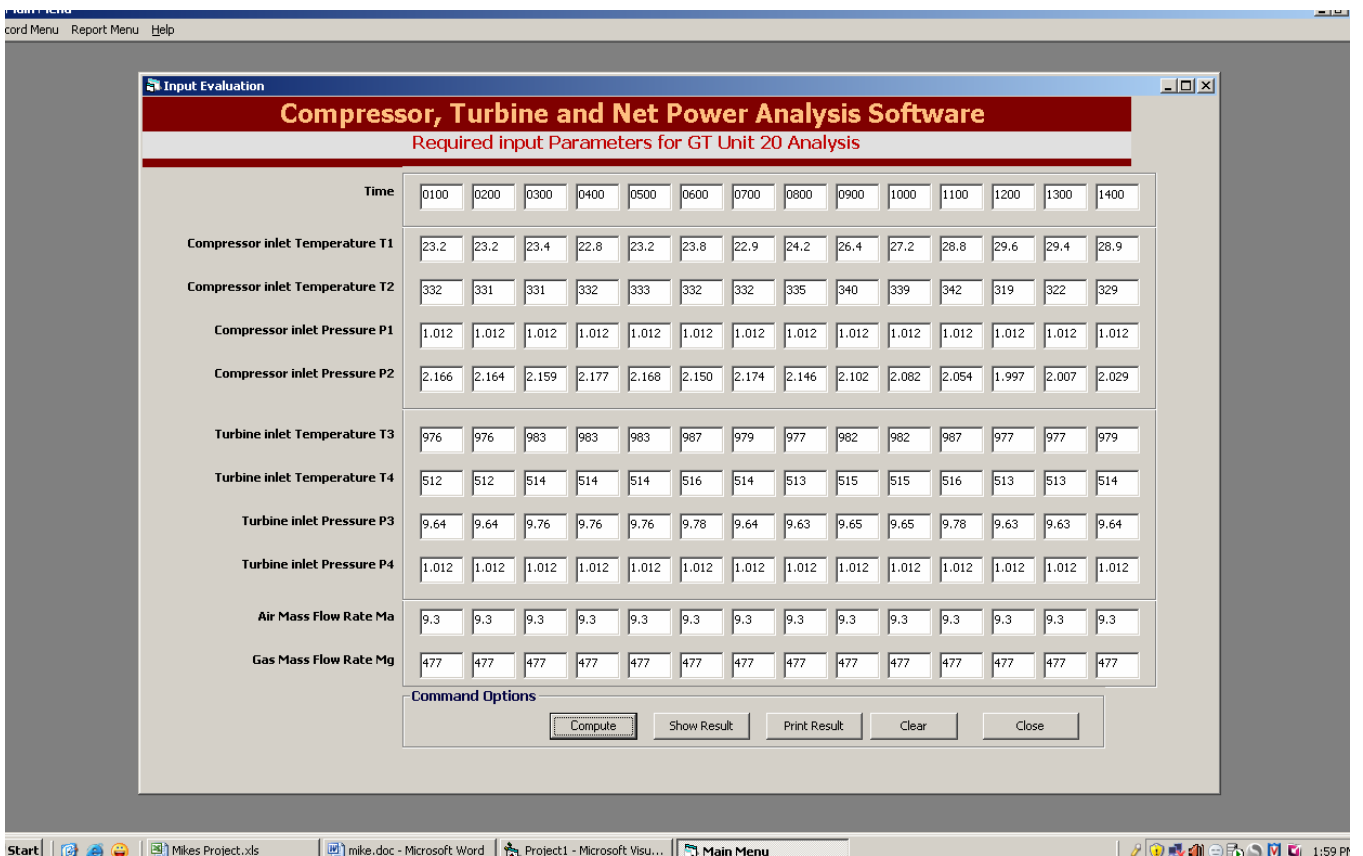 Main Menu
cord Menu Report Menu Help
Input Evaluation
Compressor, Turbine and Net Power Analysis Software
Required input Parameters for GT Unit 20 Analysis
Time 0100 0200 0300 0400 0500 0600 0700 0800 0900 1000 1100 1200 1300 1400
Compressor inlet Temperature T1 23.2 23.2 23.4 22.8 23.2 23.8 22.9 24.2 26.4 27.2 28.8 29.6 29.4 28.9
Compressor inlet Temperature T2 332 331 331 332 333 332 332 335 340 339 342 319 322 329
Compressor inlet Pressure P1 1.012 1.012 1.012 1.012 1.012 1.012 1.012 1.012 1.012 1.012 1.012 1.012 1.012 1.012
Compressor inlet Pressure P2 2.166 2.164 2.159 2.177 2.168 2.150 2.174 2.146 2.102 2.082 2.054 1.997 2.007 2.029
Turbine inlet Temperature T3 976 976 983 983 983 987 979 977 982 982 987 977 977 979
Turbine inlet Temperature T4 512 512 514 514 514 516 514 513 515 515 516 513 513 514
Turbine inlet Pressure P3 9.64 9.64 9.76 9.76 9.76 9.78 9.64 9.63 9.65 9.65 9.78 9.63 9.63 9.64
Turbine inlet Pressure P4 1.012 1.012 1.012 1.012 1.012 1.012 1.012 1.012 1.012 1.012 1.012 1.012 1.012 1.012
Air Mass Flow Rate Ma 9.3 9.3 9.3 9.3 9.3 9.3 9.3 9.3 9.3 9.3 9.3 9.3 9.3 9.3
Gas Mass Flow Rate Mg 477 477 477 477 477 477 477 477 477 477 477 477 477 477
Command Options
Compute Show Result Print Result Clear Close
Start Mikes Project.xls mike.doc - Microsoft Word Project1 - Microsoft Visu... Main Menu 1:59 PM